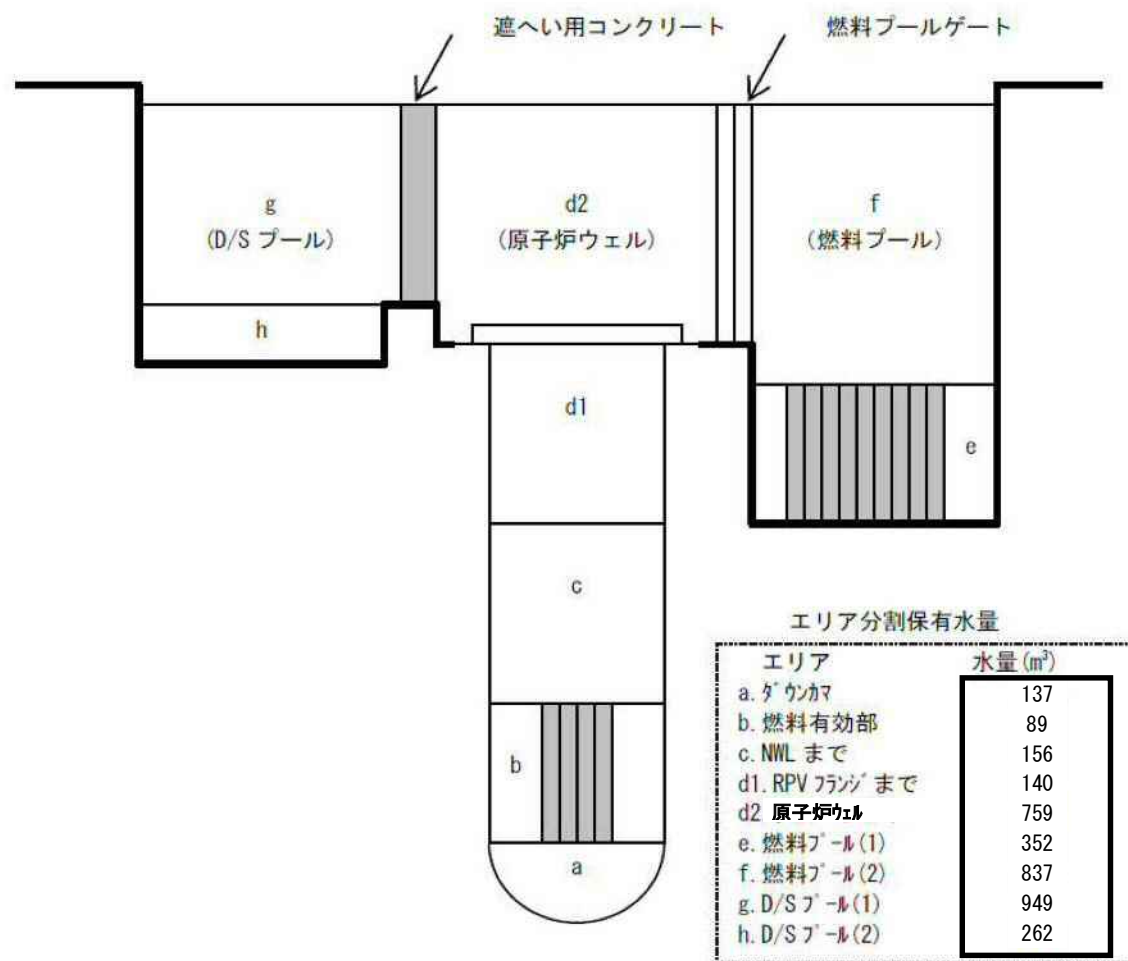 遮へい用コンクリート 燃料プールゲート
g
(D/S プール)
d2
(原子炉ウェル)
f
(燃料プール)
h
d1
e
c
b
a
エリア分割保有水量
エリア 水量(m³)
a. ダウンカマ 137
b. 燃料有効部 89
c. NWL まで 156
d1. RPV フランジまで 140
d2 原子炉ウェル 759
e. 燃料プール(1) 352
f. 燃料プール(2) 837
g. D/S プール(1) 949
h. D/S プール(2) 262